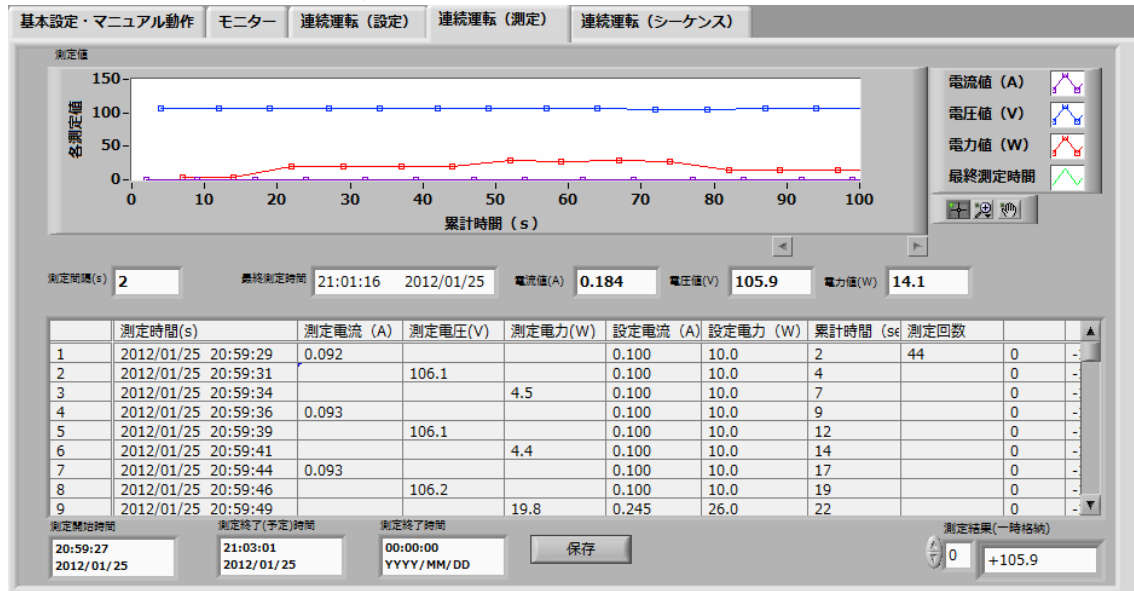 基本設定・マニュアル動作 モニター 連続運転（設定） 連続運転（測定） 連続運転（シーケンス）
測定値
各測定値
150
100
50
0
0 10 20 30 40 50 60 70 80 90 100
累計時間（s）
電流値（A）
電圧値（V）
電力値（W）
最終測定時間
測定間隔(s) 2 最終測定時間 21:01:16 2012/01/25 電流値(A) 0.184 電圧値(V) 105.9 電力値(W) 14.1
測定時間(s) 測定電流（A） 測定電圧(V) 測定電力(W) 設定電流（A) 設定電力（W） 累計時間（se 測定回数
1 2012/01/25 20:59:29 0.092 0.100 10.0 2 44 0
2 2012/01/25 20:59:31 106.1 0.100 10.0 4 0
3 2012/01/25 20:59:34 4.5 0.100 10.0 7 0
4 2012/01/25 20:59:36 0.093 0.100 10.0 9 0
5 2012/01/25 20:59:39 106.1 0.100 10.0 12 0
6 2012/01/25 20:59:41 4.4 0.100 10.0 14 0
7 2012/01/25 20:59:44 0.093 0.100 10.0 17 0
8 2012/01/25 20:59:46 106.2 0.100 10.0 19 0
9 2012/01/25 20:59:49 19.8 0.245 26.0 22 0
測定開始時間 測定終了(予定)時間 測定終了時間 測定結果(一時格納)
20:59:27 21:03:01 00:00:00 保存 0 +105.9
2012/01/25 2012/01/25 YYYY/MM/DD